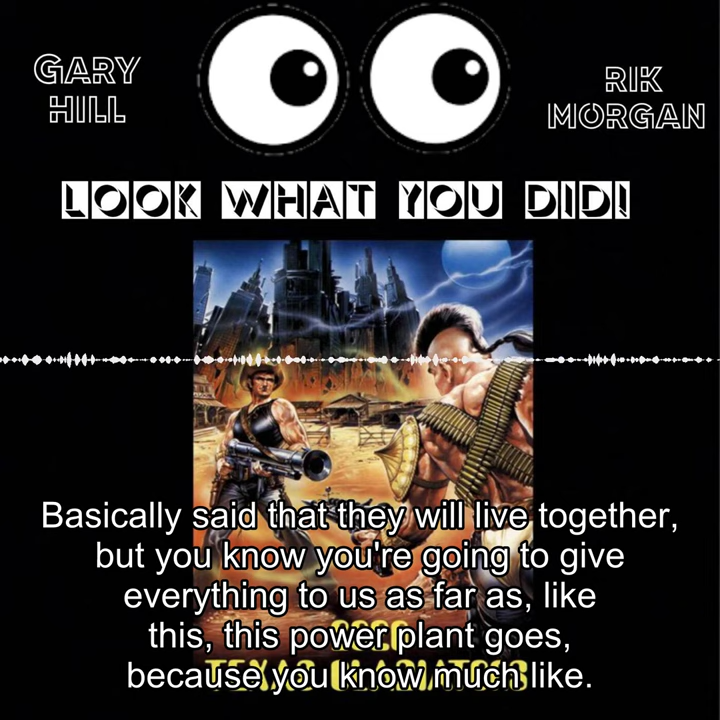 GARY
HILL
RIK
MORGAN
LOOK WHAT YOU DID!
Basically said that they will live together,
but you know you're going to give
everything to us as far as, like
this, this power plant goes,
because you know much like.
TEXAS GLADIATORS